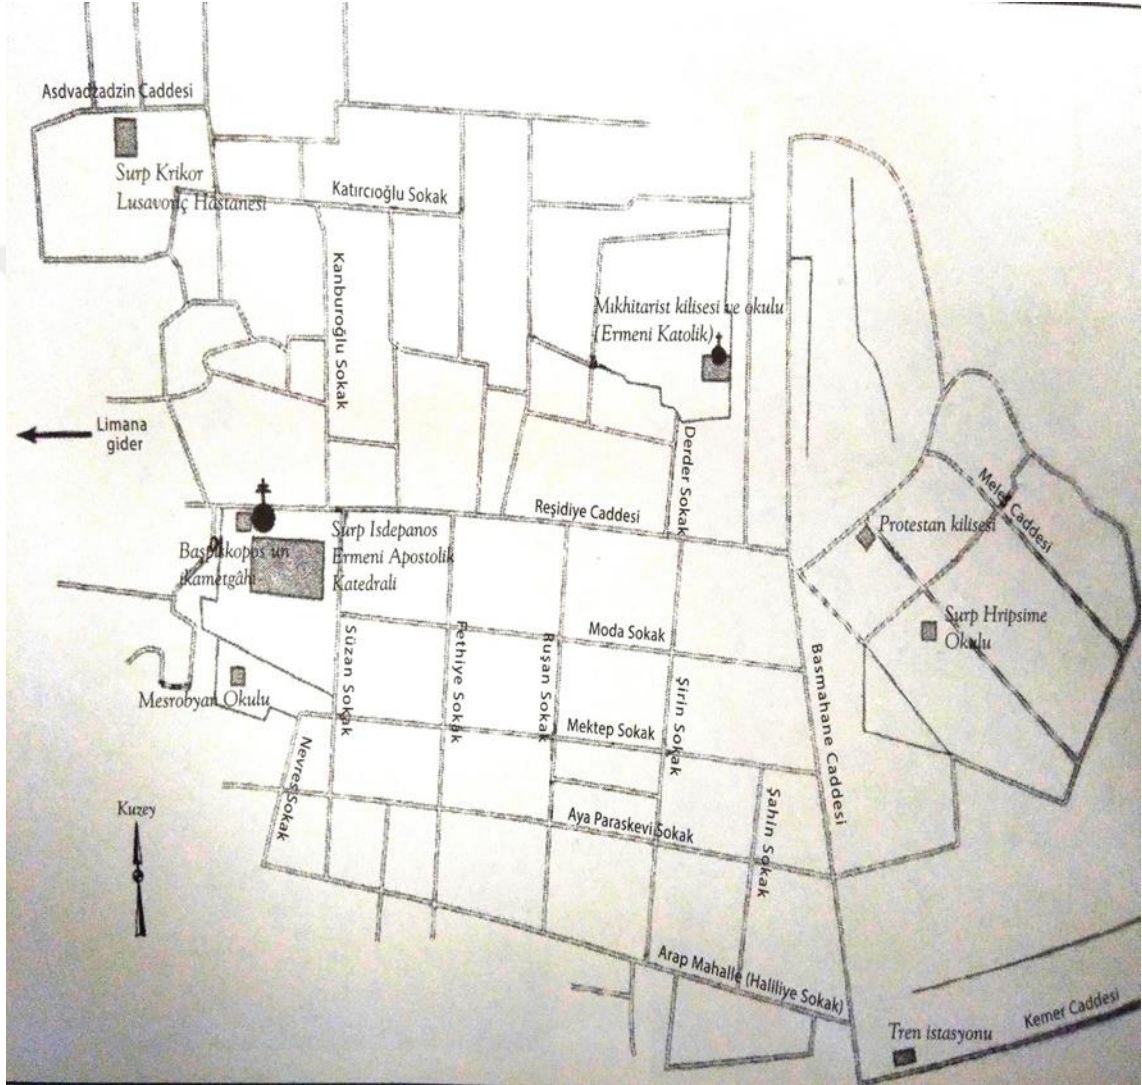 Asdvadzadzin Caddesi
Surp Krikor
Lusavoriç Hastanesi
Katırcıoğlu Sokak
Kanburoğlu Sokak
Mıkhitarist kilisesi ve okulu
(Ermeni Katolik)
Limana
gider
Derder Sokak
Reşidiye Caddesi
Meles Caddesi
Protestan kilisesi
Surp Isdepanos
Ermeni Apostolik
Katedrali
Başpiskopos'un
ikametgâhı
Surp Hripsime
Okulu
Moda Sokak
Süzan Sokak
Fethiye Sokak
Ruşan Sokak
Şirin Sokak
Basmahane Caddesi
Mesrobyan Okulu
Mektep Sokak
Nevres Sokak
Şahin Sokak
Aya Paraskevi Sokak
Kuzey
Arap Mahalle (Haliliye Sokak)
Kemer Caddesi
Tren istasyonu